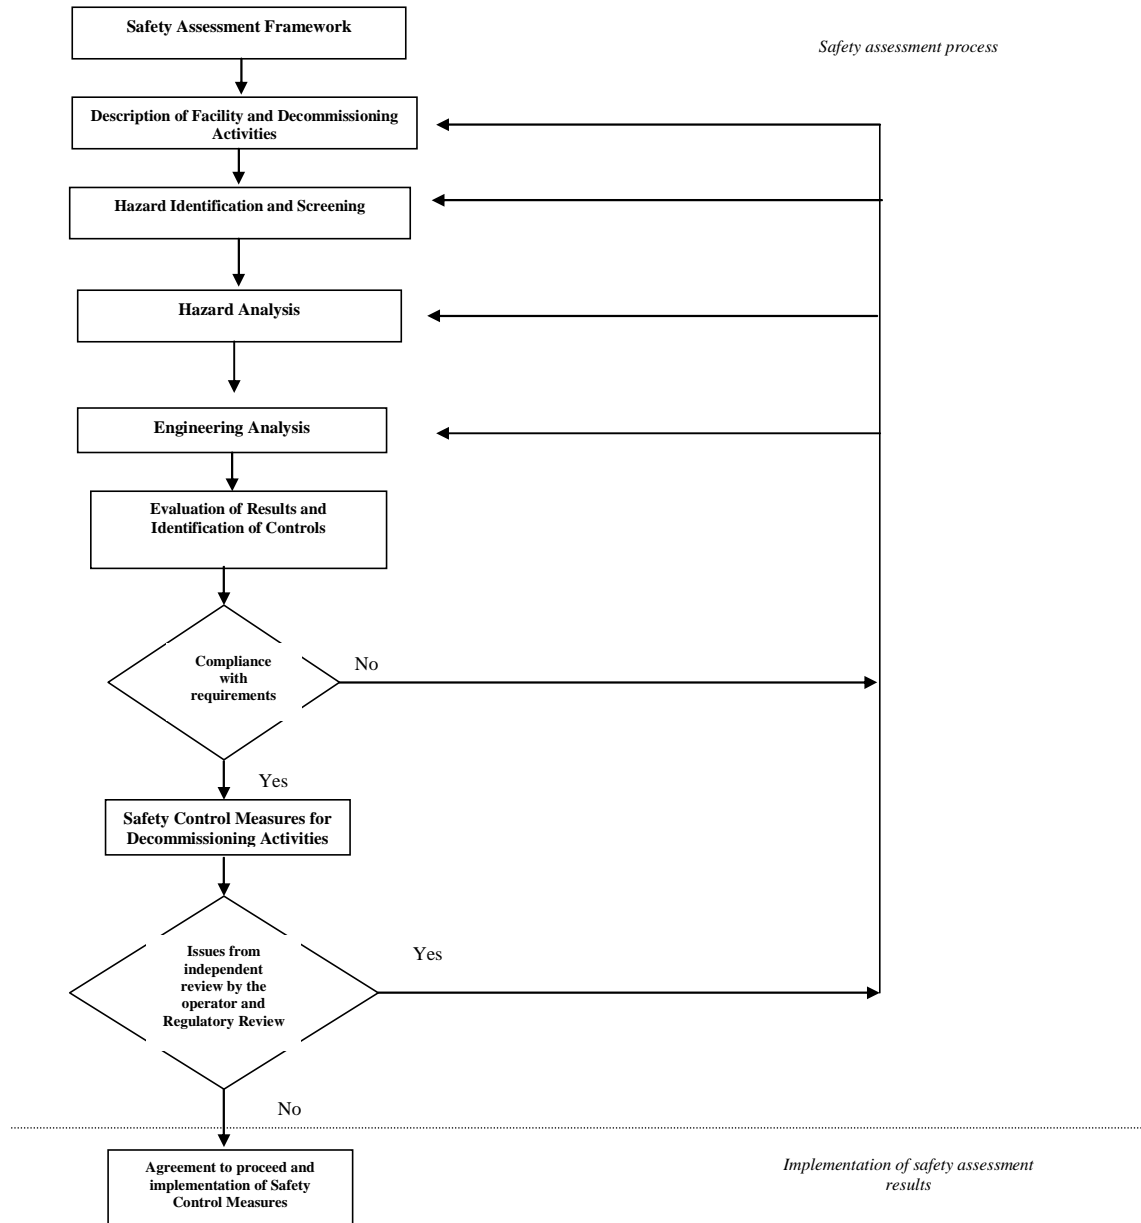 Safety Assessment Framework
Safety assessment process
Description of Facility and Decommissioning
Activities
Hazard Identification and Screening
Hazard Analysis
Engineering Analysis
Evaluation of Results and
Identification of Controls
Compliance
with
requirements
No
Yes
Safety Control Measures for
Decommissioning Activities
Issues from
independent
review by the
operator and
Regulatory Review
Yes
No
Agreement to proceed and
implementation of Safety
Control Measures
Implementation of safety assessment
results